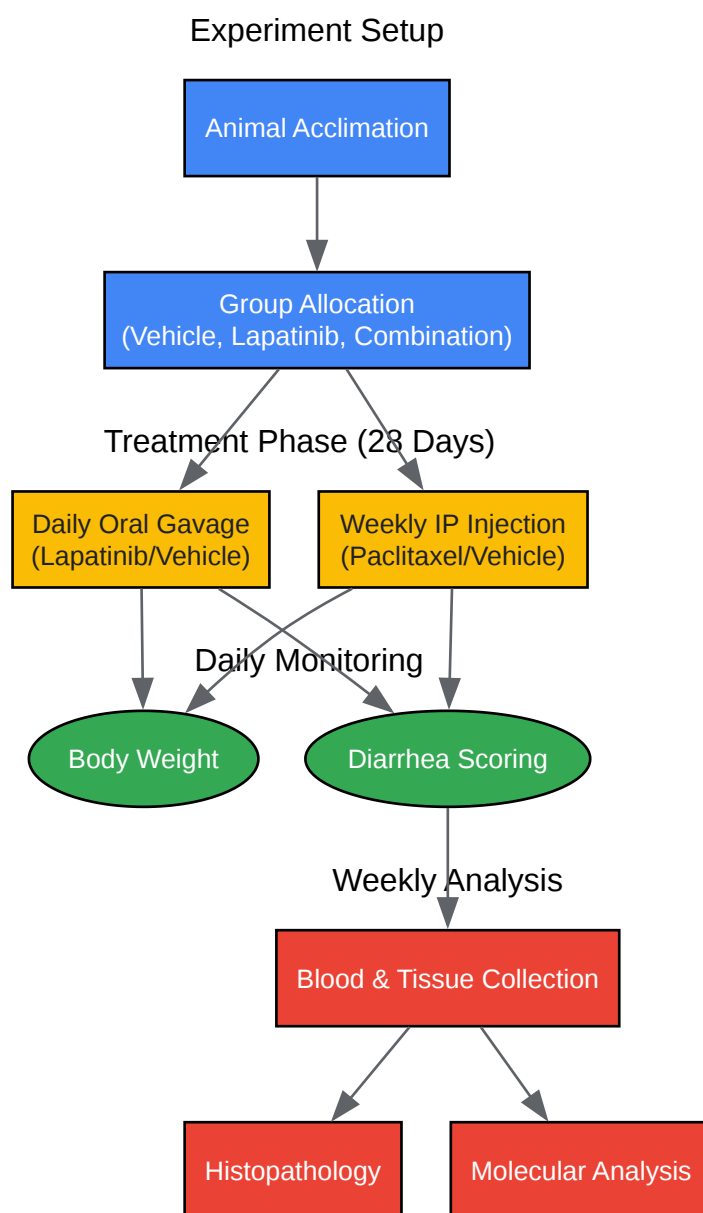 Experiment Setup
Animal Acclimation
Group Allocation
(Vehicle, Lapatinib, Combination)
Treatment Phase (28 Days)
Daily Oral Gavage
(Lapatinib/Vehicle)
Weekly IP Injection
(Paclitaxel/Vehicle)
Daily Monitoring
Body Weight
Diarrhea Scoring
Weekly Analysis
Blood & Tissue Collection
Histopathology
Molecular Analysis